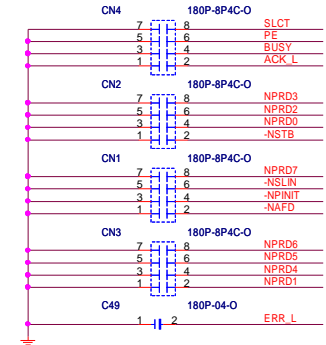 CN4 180P-8P4C-O
7 8 SLCT
5 6 PE
3 4 BUSY
1 2 ACK_L
CN2 180P-8P4C-O
7 8 NPRD3
5 6 NPRD2
3 4 NPRD0
1 2 -NSTB
CN1 180P-8P4C-O
7 8 NPRD7
5 6 -NSLIN
3 4 -NPINIT
1 2 -NAFD
CN3 180P-8P4C-O
7 8 NPRD6
5 6 NPRD5
3 4 NPRD4
1 2 NPRD1
C49 180P-04-O
1 2 ERR_L